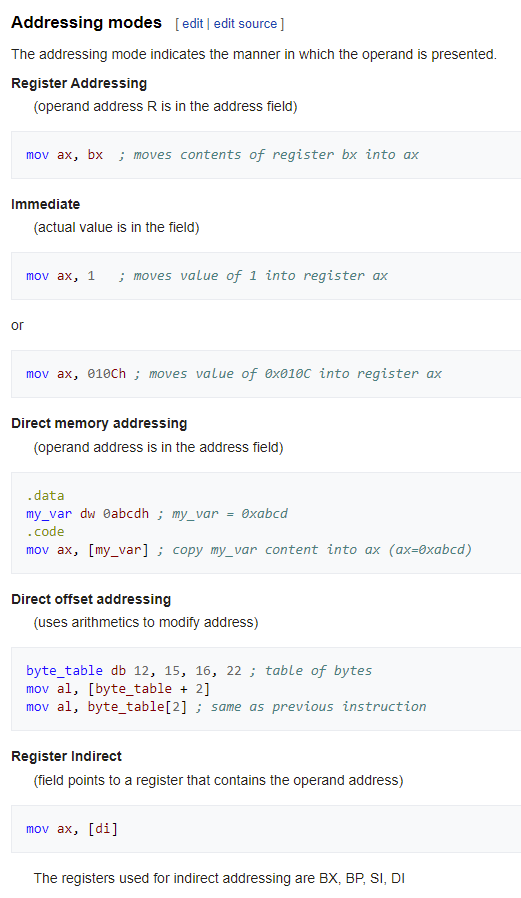 Addressing modes [ edit | edit source ]
The addressing mode indicates the manner in which the operand is presented.
Register Addressing
(operand address R is in the address field)
mov ax, bx  ; moves contents of register bx into ax
Immediate
(actual value is in the field)
mov ax, 1   ; moves value of 1 into register ax
or
mov ax, 010Ch ; moves value of 0x010C into register ax
Direct memory addressing
(operand address is in the address field)
.data
my_var dw 0abcdh ; my_var = 0xabcd
.code
mov ax, [my_var] ; copy my_var content into ax (ax=0xabcd)
Direct offset addressing
(uses arithmetics to modify address)
byte_table db 12, 15, 16, 22 ; table of bytes
mov al, [byte_table + 2]
mov al, byte_table[2] ; same as previous instruction
Register Indirect
(field points to a register that contains the operand address)
mov ax, [di]
The registers used for indirect addressing are BX, BP, SI, DI